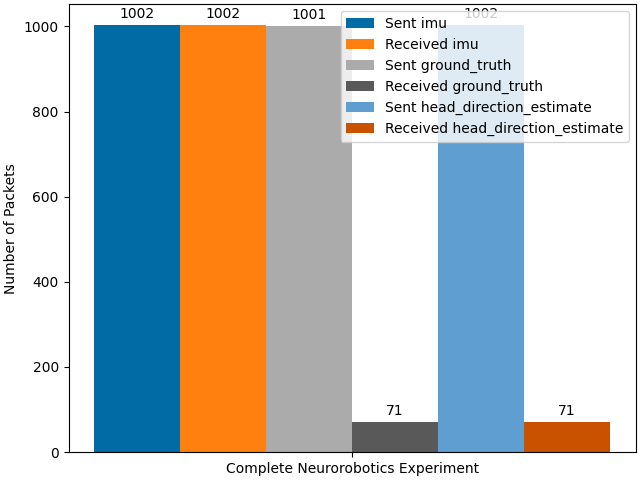 1002
1002
1001
1002
71
71
Sent imu
Received imu
Sent ground_truth
Received ground_truth
Sent head_direction_estimate
Received head_direction_estimate
1000
800
600
400
200
0
Number of Packets
Complete Neurorobotics Experiment